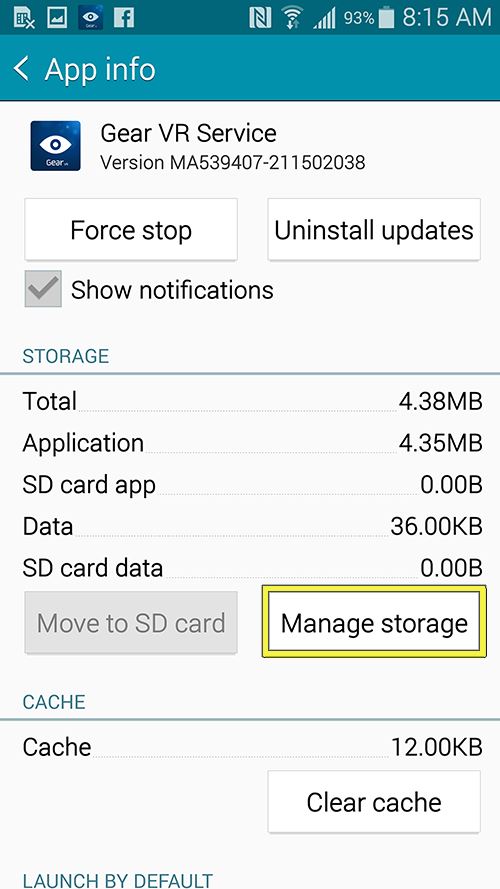 93% 8:15 AM
App info
Gear VR Service
Gear VR
Version MA539407-211502038
Force stop Uninstall updates
Show notifications
STORAGE
Total 4.38MB
Application 4.35MB
SD card app 0.00B
Data 36.00KB
SD card data 0.00B
Move to SD card Manage storage
CACHE
Cache 12.00KB
Clear cache
LAUNCH BY DEFAULT